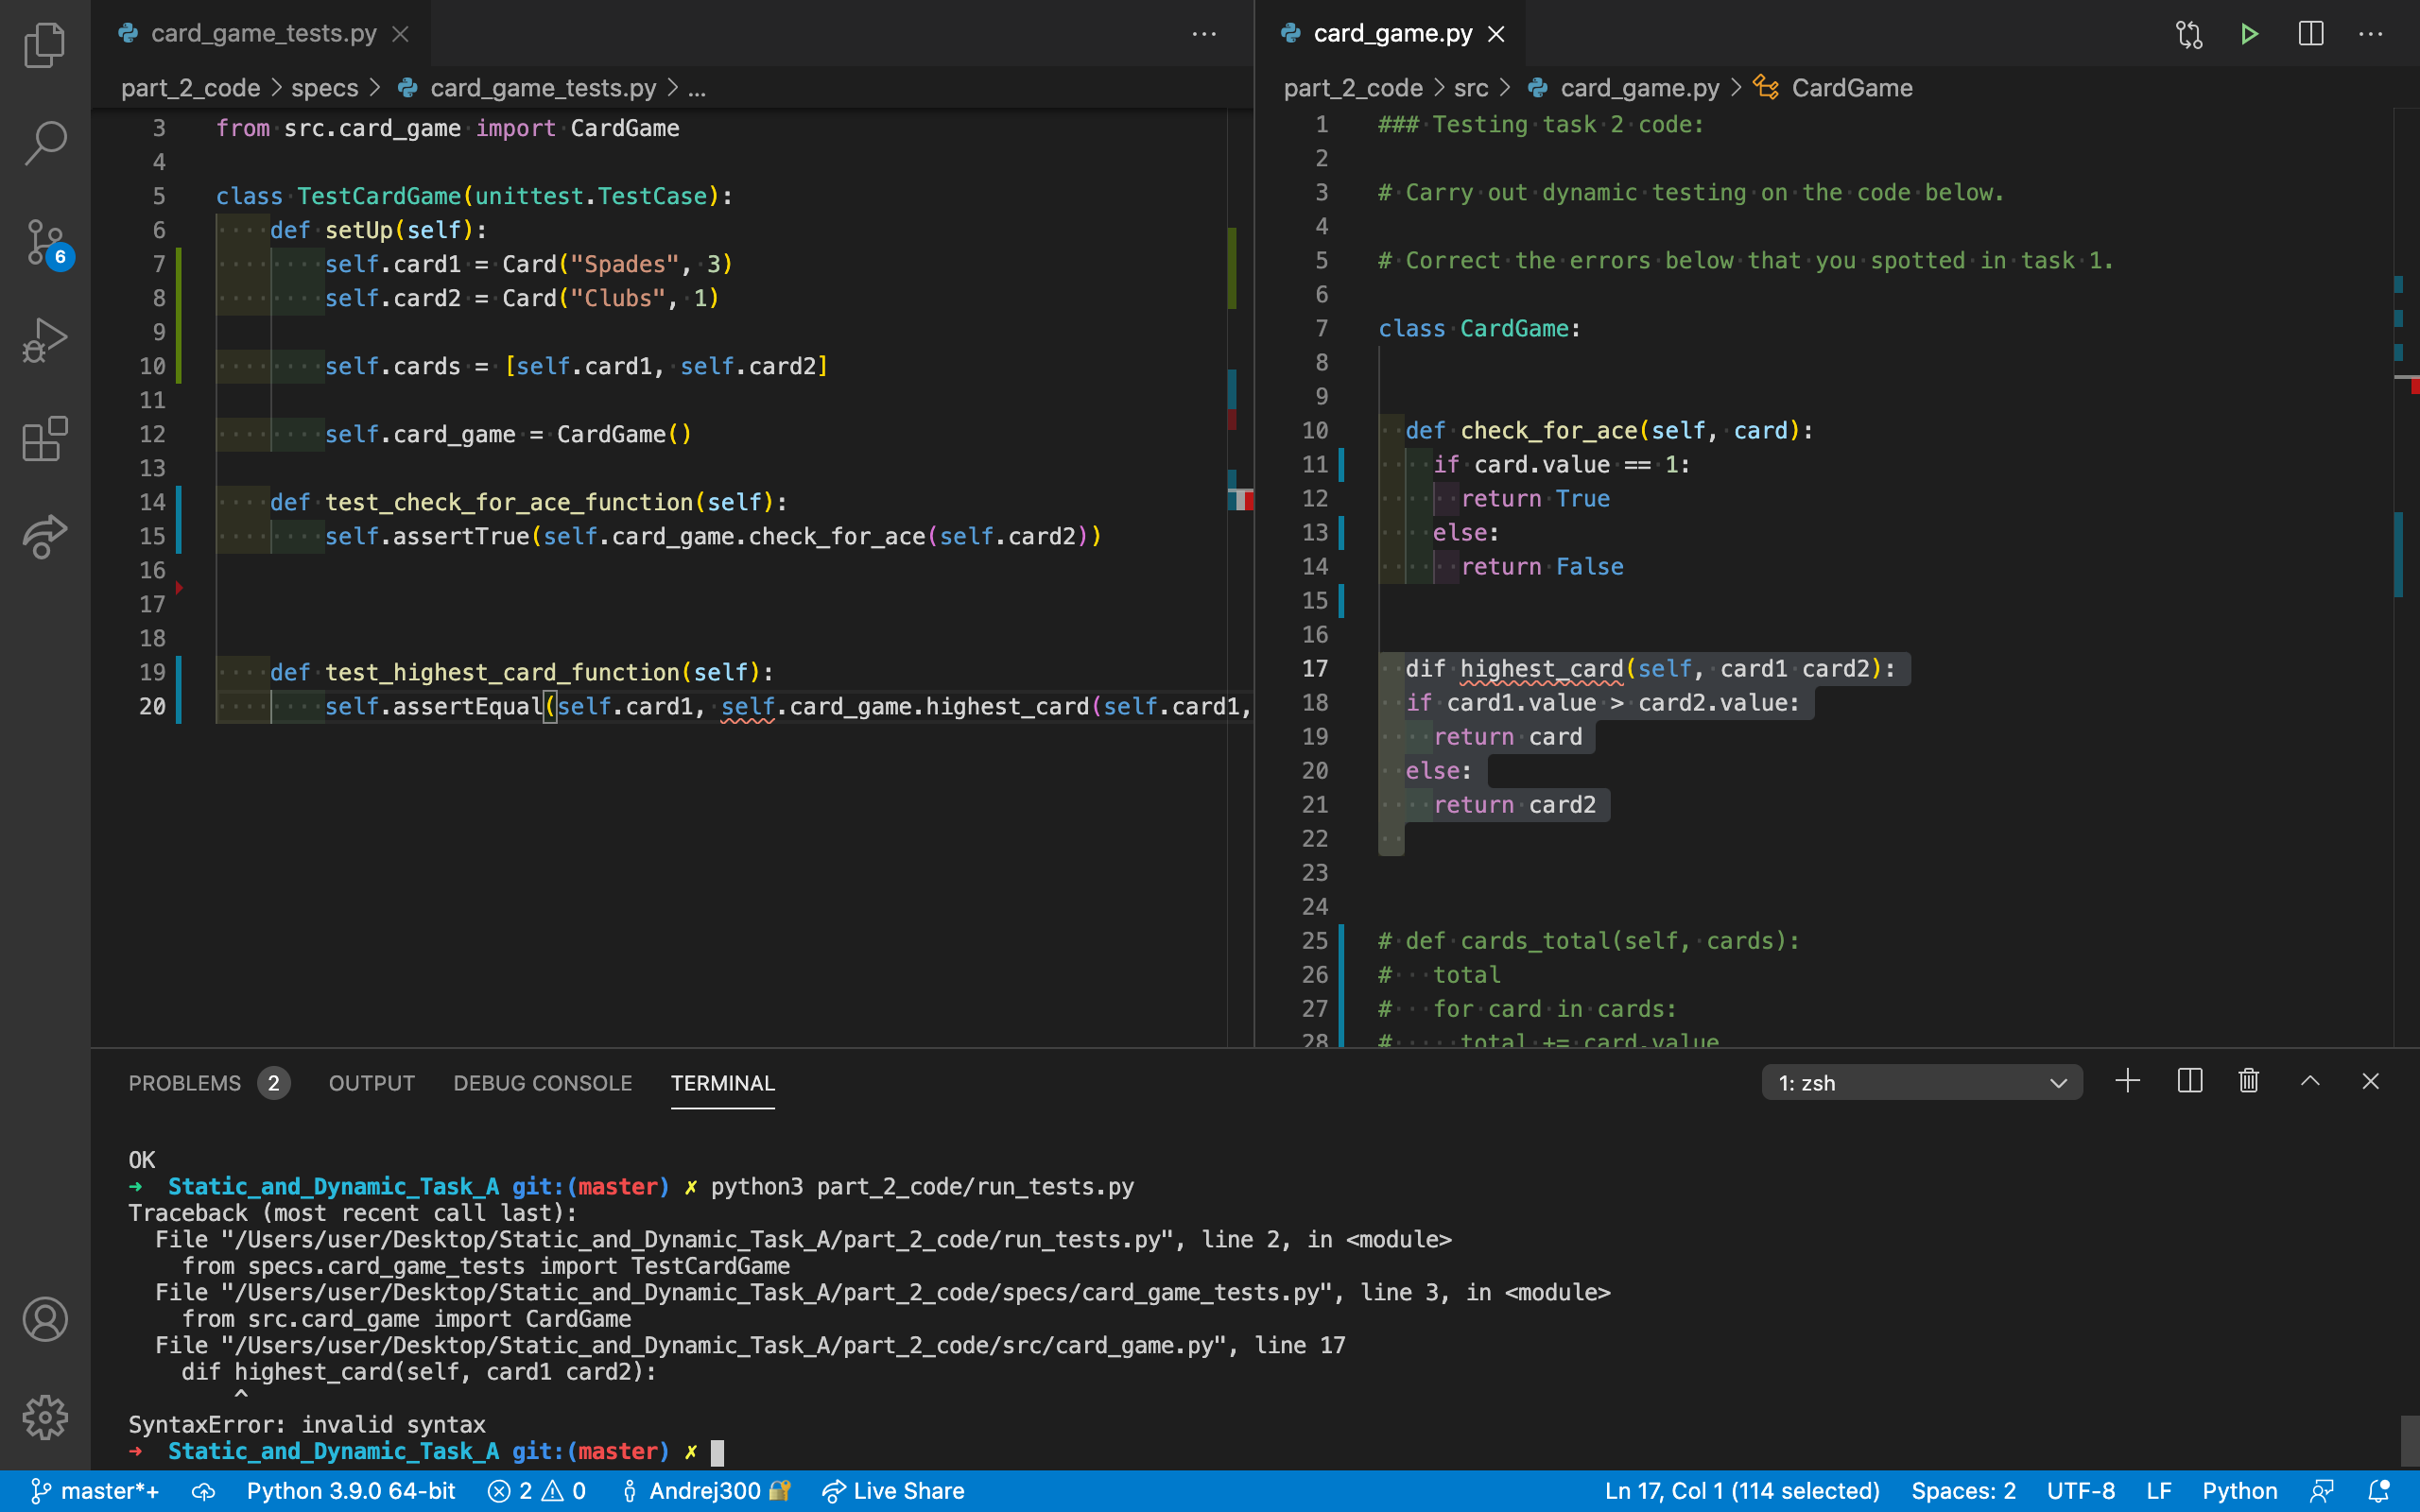 card_game_tests.py
part_2_code > specs > card_game_tests.py > ...
3 from src.card_game import CardGame
4
5 class TestCardGame(unittest.TestCase):
6 def setUp(self):
7 self.card1 = Card("Spades", 3)
8 self.card2 = Card("Clubs", 1)
9
10 self.cards = [self.card1, self.card2]
11
12 self.card_game = CardGame()
13
14 def test_check_for_ace_function(self):
15 self.assertTrue(self.card_game.check_for_ace(self.card2))
16
17
18
19 def test_highest_card_function(self):
20 self.assertEqual(self.card1, self.card_game.highest_card(self.card1,
card_game.py
part_2_code > src > card_game.py > CardGame
1 ### Testing task 2 code:
2
3 # Carry out dynamic testing on the code below.
4
5 # Correct the errors below that you spotted in task 1.
6
7 class CardGame:
8
9
10 def check_for_ace(self, card):
11 if card.value == 1:
12 return True
13 else:
14 return False
15
16
17 dif highest_card(self, card1 card2):
18 if card1.value > card2.value:
19 return card
20 else:
21 return card2
22
23
24
25 # def cards_total(self, cards):
26 # total
27 # for card in cards:
28 # total += card.value
6
PROBLEMS 2 OUTPUT DEBUG CONSOLE TERMINAL 1: zsh
OK
→ Static_and_Dynamic_Task_A git:(master) ✗ python3 part_2_code/run_tests.py
Traceback (most recent call last):
File "/Users/user/Desktop/Static_and_Dynamic_Task_A/part_2_code/run_tests.py", line 2, in <module>
from specs.card_game_tests import TestCardGame
File "/Users/user/Desktop/Static_and_Dynamic_Task_A/part_2_code/specs/card_game_tests.py", line 3, in <module>
from src.card_game import CardGame
File "/Users/user/Desktop/Static_and_Dynamic_Task_A/part_2_code/src/card_game.py", line 17
dif highest_card(self, card1 card2):
^
SyntaxError: invalid syntax
→ Static_and_Dynamic_Task_A git:(master) ✗
master*+ Python 3.9.0 64-bit 2 0 Andrej300 Live Share Ln 17, Col 1 (114 selected) Spaces: 2 UTF-8 LF Python